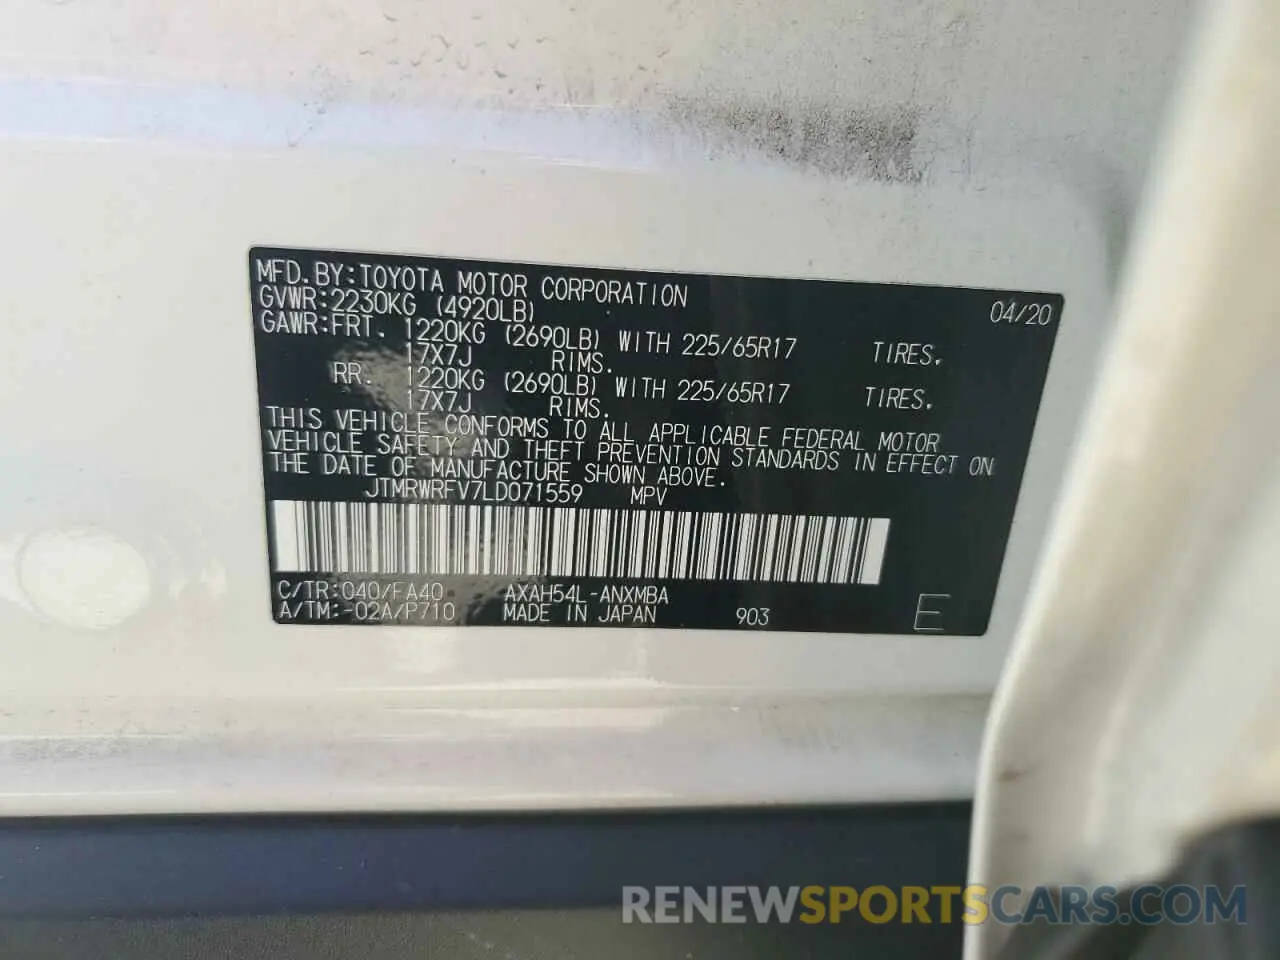 MFD.BY:TOYOTA MOTOR CORPORATION 04/20
GVWR:2230KG (4920LB)
GAWR:FRT. 1220KG (2690LB) WITH 225/65R17 TIRES,
17X7J RIMS.
RR. 1220KG (2690LB) WITH 225/65R17 TIRES,
17X7J RIMS.
THIS VEHICLE CONFORMS TO ALL APPLICABLE FEDERAL MOTOR
VEHICLE SAFETY AND THEFT PREVENTION STANDARDS IN EFFECT ON
THE DATE OF MANUFACTURE SHOWN ABOVE.
JTMRWRFV7LD071559 MPV
C/TR:040/FA40 AXAH54L-ANXMBA
A/TM:-02A/P710 MADE IN JAPAN 903 E
RENEWSPORTSCARS.COM